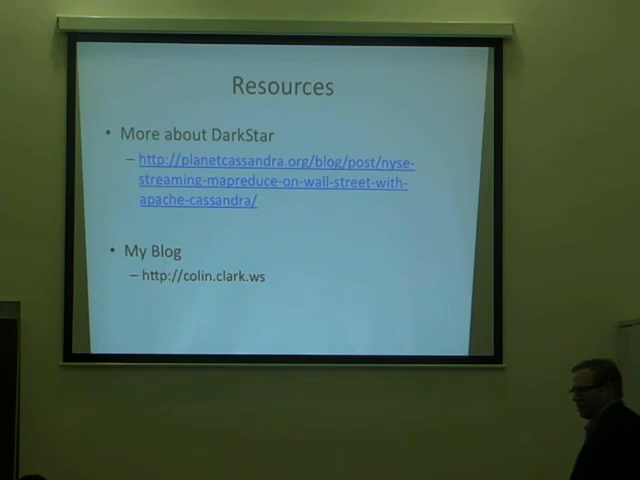 Resources
• More about DarkStar
– http://planetcassandra.org/blog/post/nyse-
streaming-mapreduce-on-wall-street-with-
apache-cassandra/
• My Blog
– http://colin.clark.ws